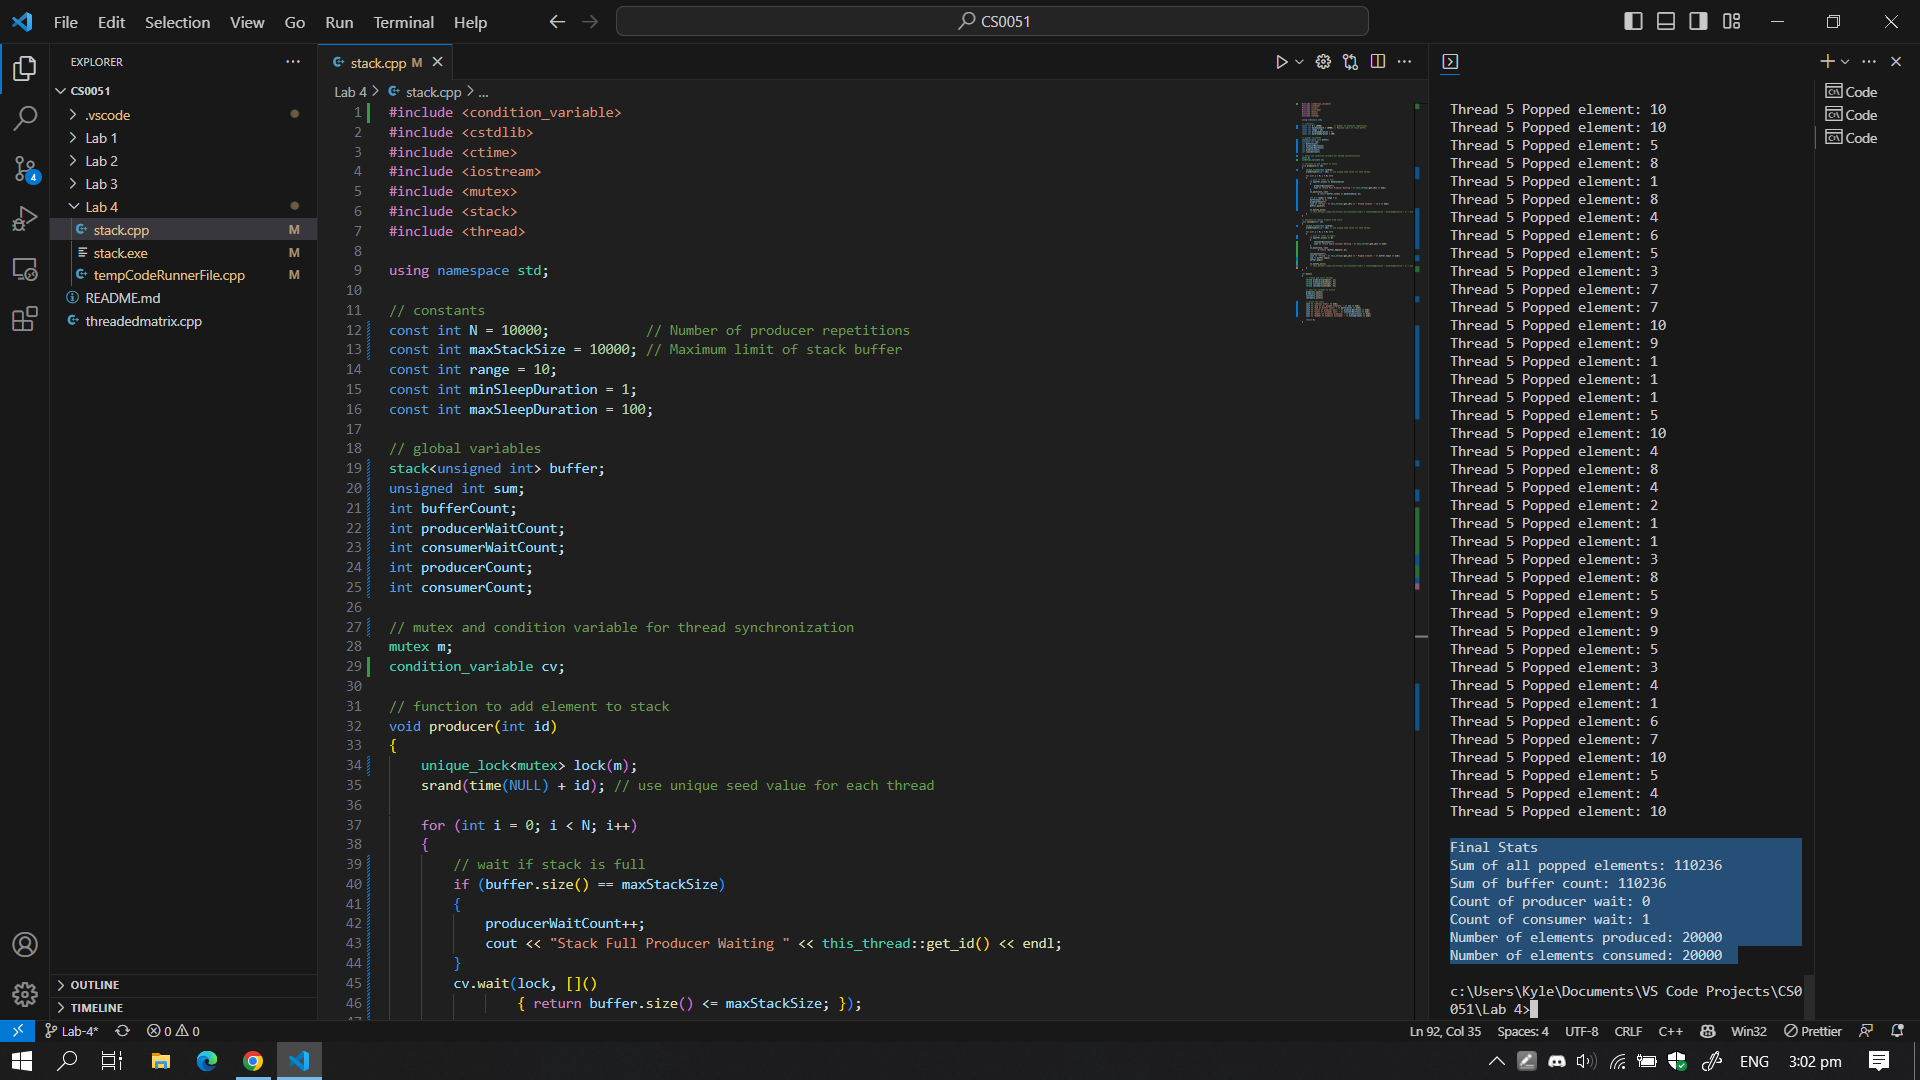 File Edit Selection View Go Run Terminal Help
CS0051
EXPLORER
CS0051
.vscode
Lab 1
Lab 2
Lab 3
Lab 4
stack.cpp M
stack.exe M
tempCodeRunnerFile.cpp M
README.md
threadedmatrix.cpp
OUTLINE
TIMELINE
stack.cpp M
Lab 4 > stack.cpp > ...
1 #include <condition_variable>
2 #include <cstdlib>
3 #include <ctime>
4 #include <iostream>
5 #include <mutex>
6 #include <stack>
7 #include <thread>
8
9 using namespace std;
10
11 // constants
12 const int N = 10000; // Number of producer repetitions
13 const int maxStackSize = 10000; // Maximum limit of stack buffer
14 const int range = 10;
15 const int minSleepDuration = 1;
16 const int maxSleepDuration = 100;
17
18 // global variables
19 stack<unsigned int> buffer;
20 unsigned int sum;
21 int bufferCount;
22 int producerWaitCount;
23 int consumerWaitCount;
24 int producerCount;
25 int consumerCount;
26
27 // mutex and condition variable for thread synchronization
28 mutex m;
29 condition_variable cv;
30
31 // function to add element to stack
32 void producer(int id)
33 {
34 unique_lock<mutex> lock(m);
35 srand(time(NULL) + id); // use unique seed value for each thread
36
37 for (int i = 0; i < N; i++)
38 {
39 // wait if stack is full
40 if (buffer.size() == maxStackSize)
41 {
42 producerWaitCount++;
43 cout << "Stack Full Producer Waiting " << this_thread::get_id() << endl;
44 }
45 cv.wait(lock, []()
46 { return buffer.size() <= maxStackSize; });
Thread 5 Popped element: 10
Thread 5 Popped element: 10
Thread 5 Popped element: 5
Thread 5 Popped element: 8
Thread 5 Popped element: 1
Thread 5 Popped element: 8
Thread 5 Popped element: 4
Thread 5 Popped element: 6
Thread 5 Popped element: 5
Thread 5 Popped element: 3
Thread 5 Popped element: 7
Thread 5 Popped element: 7
Thread 5 Popped element: 10
Thread 5 Popped element: 9
Thread 5 Popped element: 1
Thread 5 Popped element: 1
Thread 5 Popped element: 1
Thread 5 Popped element: 5
Thread 5 Popped element: 10
Thread 5 Popped element: 4
Thread 5 Popped element: 8
Thread 5 Popped element: 4
Thread 5 Popped element: 2
Thread 5 Popped element: 1
Thread 5 Popped element: 1
Thread 5 Popped element: 3
Thread 5 Popped element: 8
Thread 5 Popped element: 5
Thread 5 Popped element: 9
Thread 5 Popped element: 9
Thread 5 Popped element: 5
Thread 5 Popped element: 3
Thread 5 Popped element: 4
Thread 5 Popped element: 1
Thread 5 Popped element: 6
Thread 5 Popped element: 7
Thread 5 Popped element: 10
Thread 5 Popped element: 5
Thread 5 Popped element: 4
Thread 5 Popped element: 10
Final Stats
Sum of all popped elements: 110236
Sum of buffer count: 110236
Count of producer wait: 0
Count of consumer wait: 1
Number of elements produced: 20000
Number of elements consumed: 20000
c:\Users\Kyle\Documents\VS Code Projects\CS0
051\Lab 4>
Code
Code
Code
4
Lab-4* 0 0
Ln 92, Col 35 Spaces: 4 UTF-8 CRLF C++ Win32 Prettier
ENG 3:02 pm